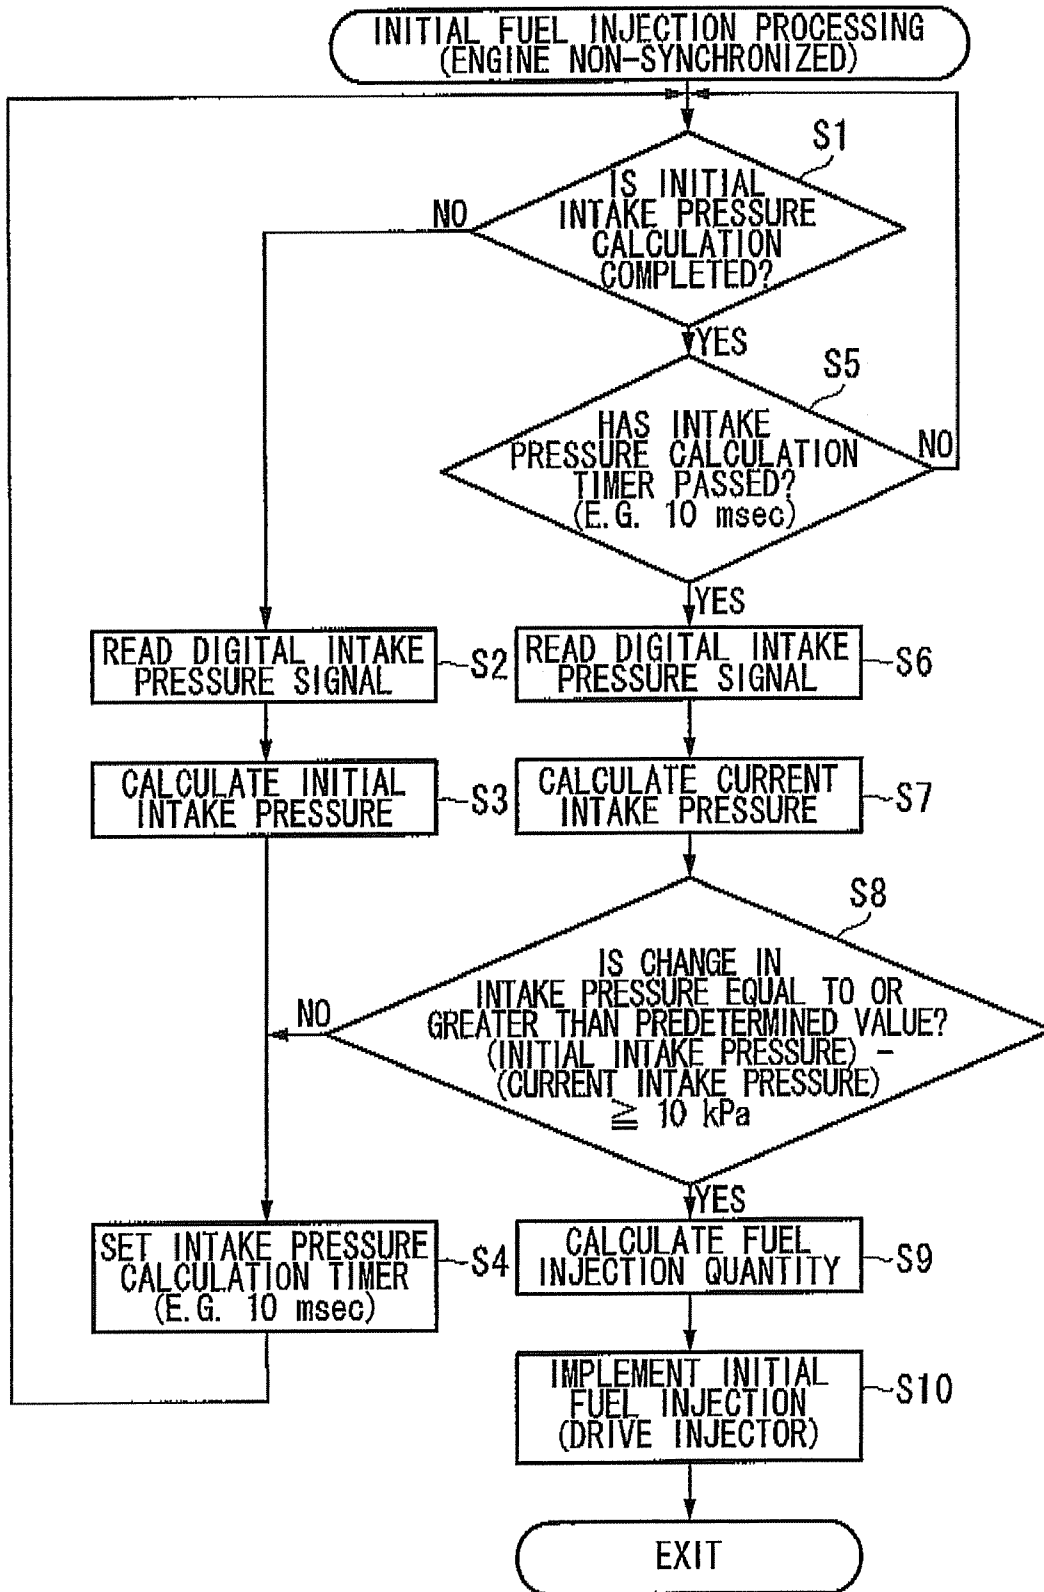 INITIAL FUEL INJECTION PROCESSING
(ENGINE NON-SYNCHRONIZED)
S1
IS INITIAL
INTAKE PRESSURE
CALCULATION
COMPLETED?
NO
YES
S5
HAS INTAKE
PRESSURE CALCULATION
TIMER PASSED?
(E.G. 10 msec)
NO
YES
READ DIGITAL INTAKE
PRESSURE SIGNAL
S2
READ DIGITAL INTAKE
PRESSURE SIGNAL
S6
CALCULATE INITIAL
INTAKE PRESSURE
S3
CALCULATE CURRENT
INTAKE PRESSURE
S7
S8
IS CHANGE IN
INTAKE PRESSURE EQUAL TO OR
GREATER THAN PREDETERMINED VALUE?
(INITIAL INTAKE PRESSURE) -
(CURRENT INTAKE PRESSURE)
≧ 10 kPa
NO
YES
SET INTAKE PRESSURE
CALCULATION TIMER
(E.G. 10 msec)
S4
CALCULATE FUEL
INJECTION QUANTITY
S9
IMPLEMENT INITIAL
FUEL INJECTION
(DRIVE INJECTOR)
S10
EXIT